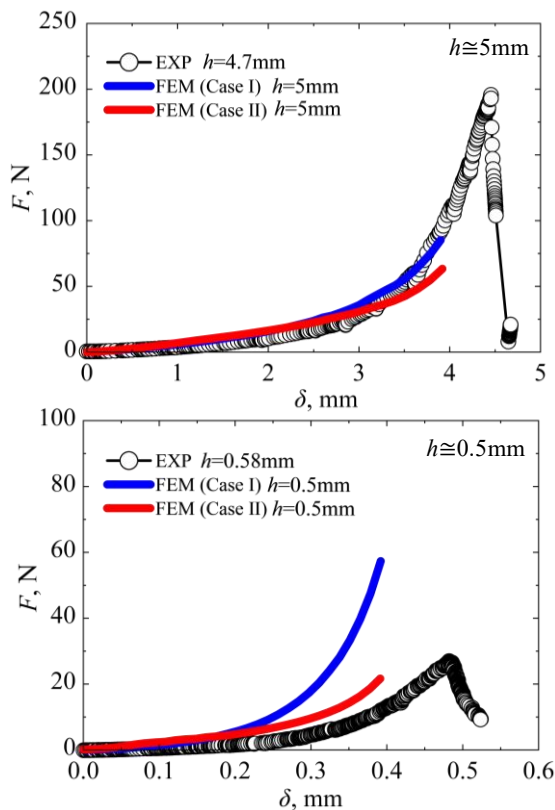 250
200
150
100
50
0
F, N
h≅5mm
EXP h=4.7mm
FEM (Case I) h=5mm
FEM (Case II) h=5mm
0 1 2 3 4 5
δ, mm
100
80
60
40
20
0
F, N
h≅0.5mm
EXP h=0.58mm
FEM (Case I) h=0.5mm
FEM (Case II) h=0.5mm
0.0 0.1 0.2 0.3 0.4 0.5 0.6
δ, mm